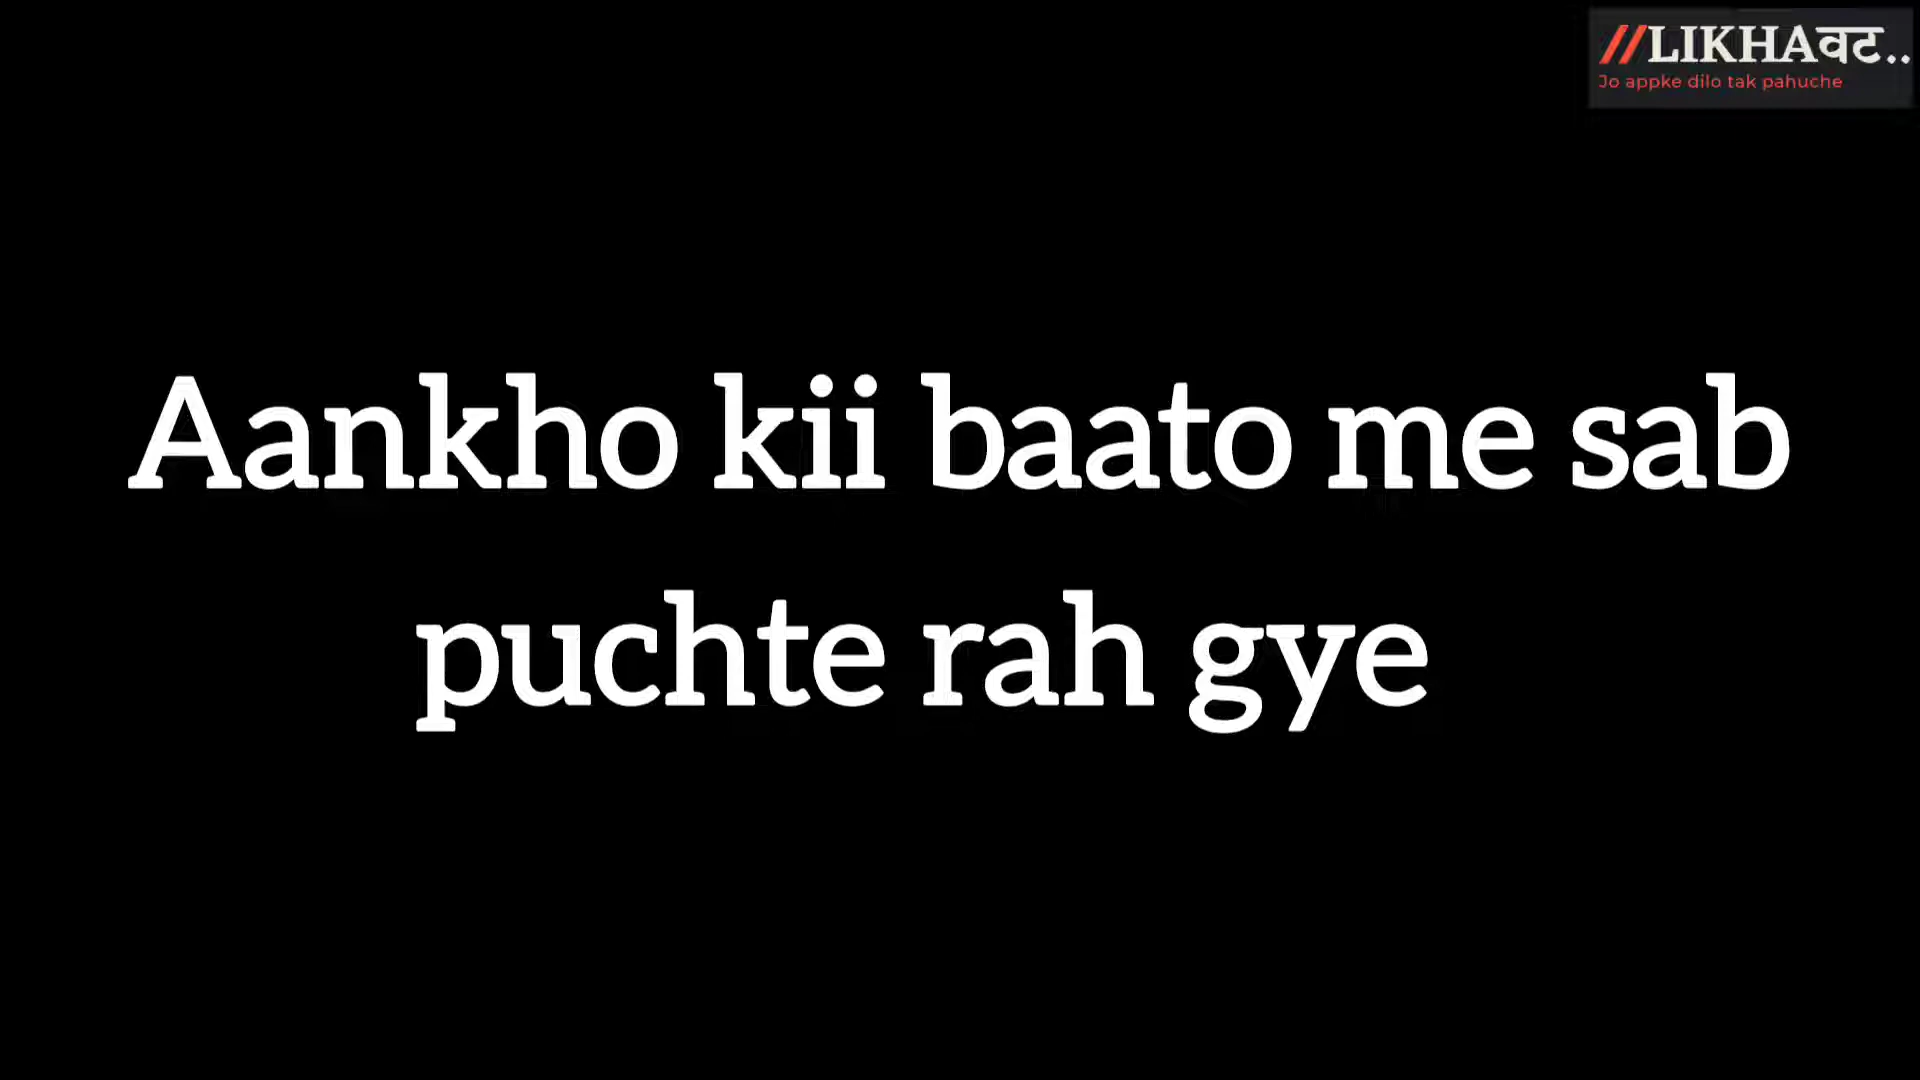 //LIKHAवट..
Jo appke dilo tak pahuche
Aankho kii baato me sab
puchte rah gye